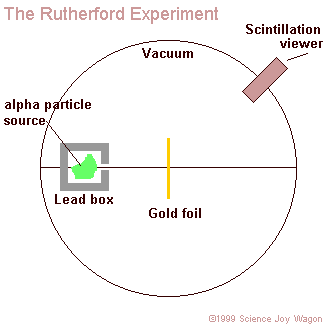 The Rutherford Experiment
Scintillation
viewer
Vacuum
alpha particle
source
Lead box
Gold foil
©1999 Science Joy Wagon